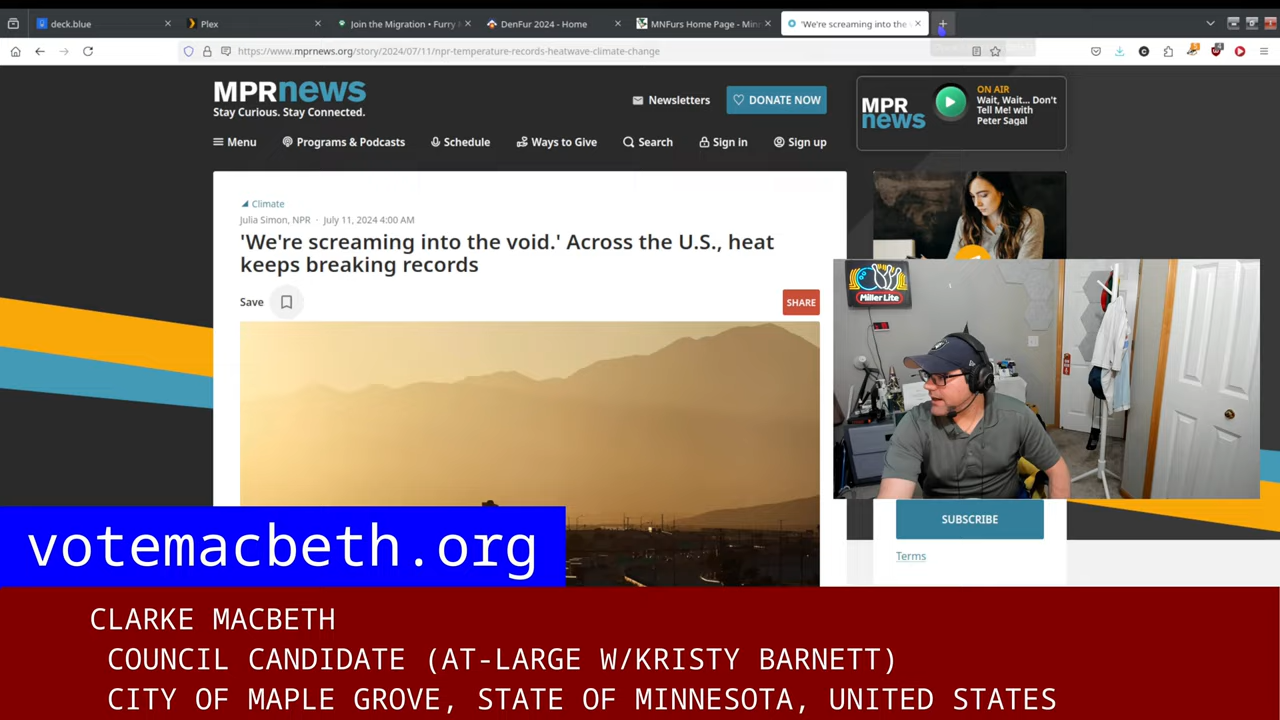 deck.blue
Plex
Join the Migration • Furry M
DenFur 2024 - Home
MNFurs Home Page - Minn
'We're screaming into the v
https://www.mprnews.org/story/2024/07/11/npr-temperature-records-heatwave-climate-change
MPRnews
Stay Curious. Stay Connected.
Newsletters
DONATE NOW
MPR news
ON AIR
Wait, Wait... Don't
Tell Me! with
Peter Sagal
Menu
Programs & Podcasts
Schedule
Ways to Give
Search
Sign in
Sign up
Climate
Julia Simon, NPR · July 11, 2024 4:00 AM
'We're screaming into the void.' Across the U.S., heat
keeps breaking records
Save
SHARE
Miller Lite
SUBSCRIBE
Terms
votemacbeth.org
CLARKE MACBETH
COUNCIL CANDIDATE (AT-LARGE W/KRISTY BARNETT)
CITY OF MAPLE GROVE, STATE OF MINNESOTA, UNITED STATES